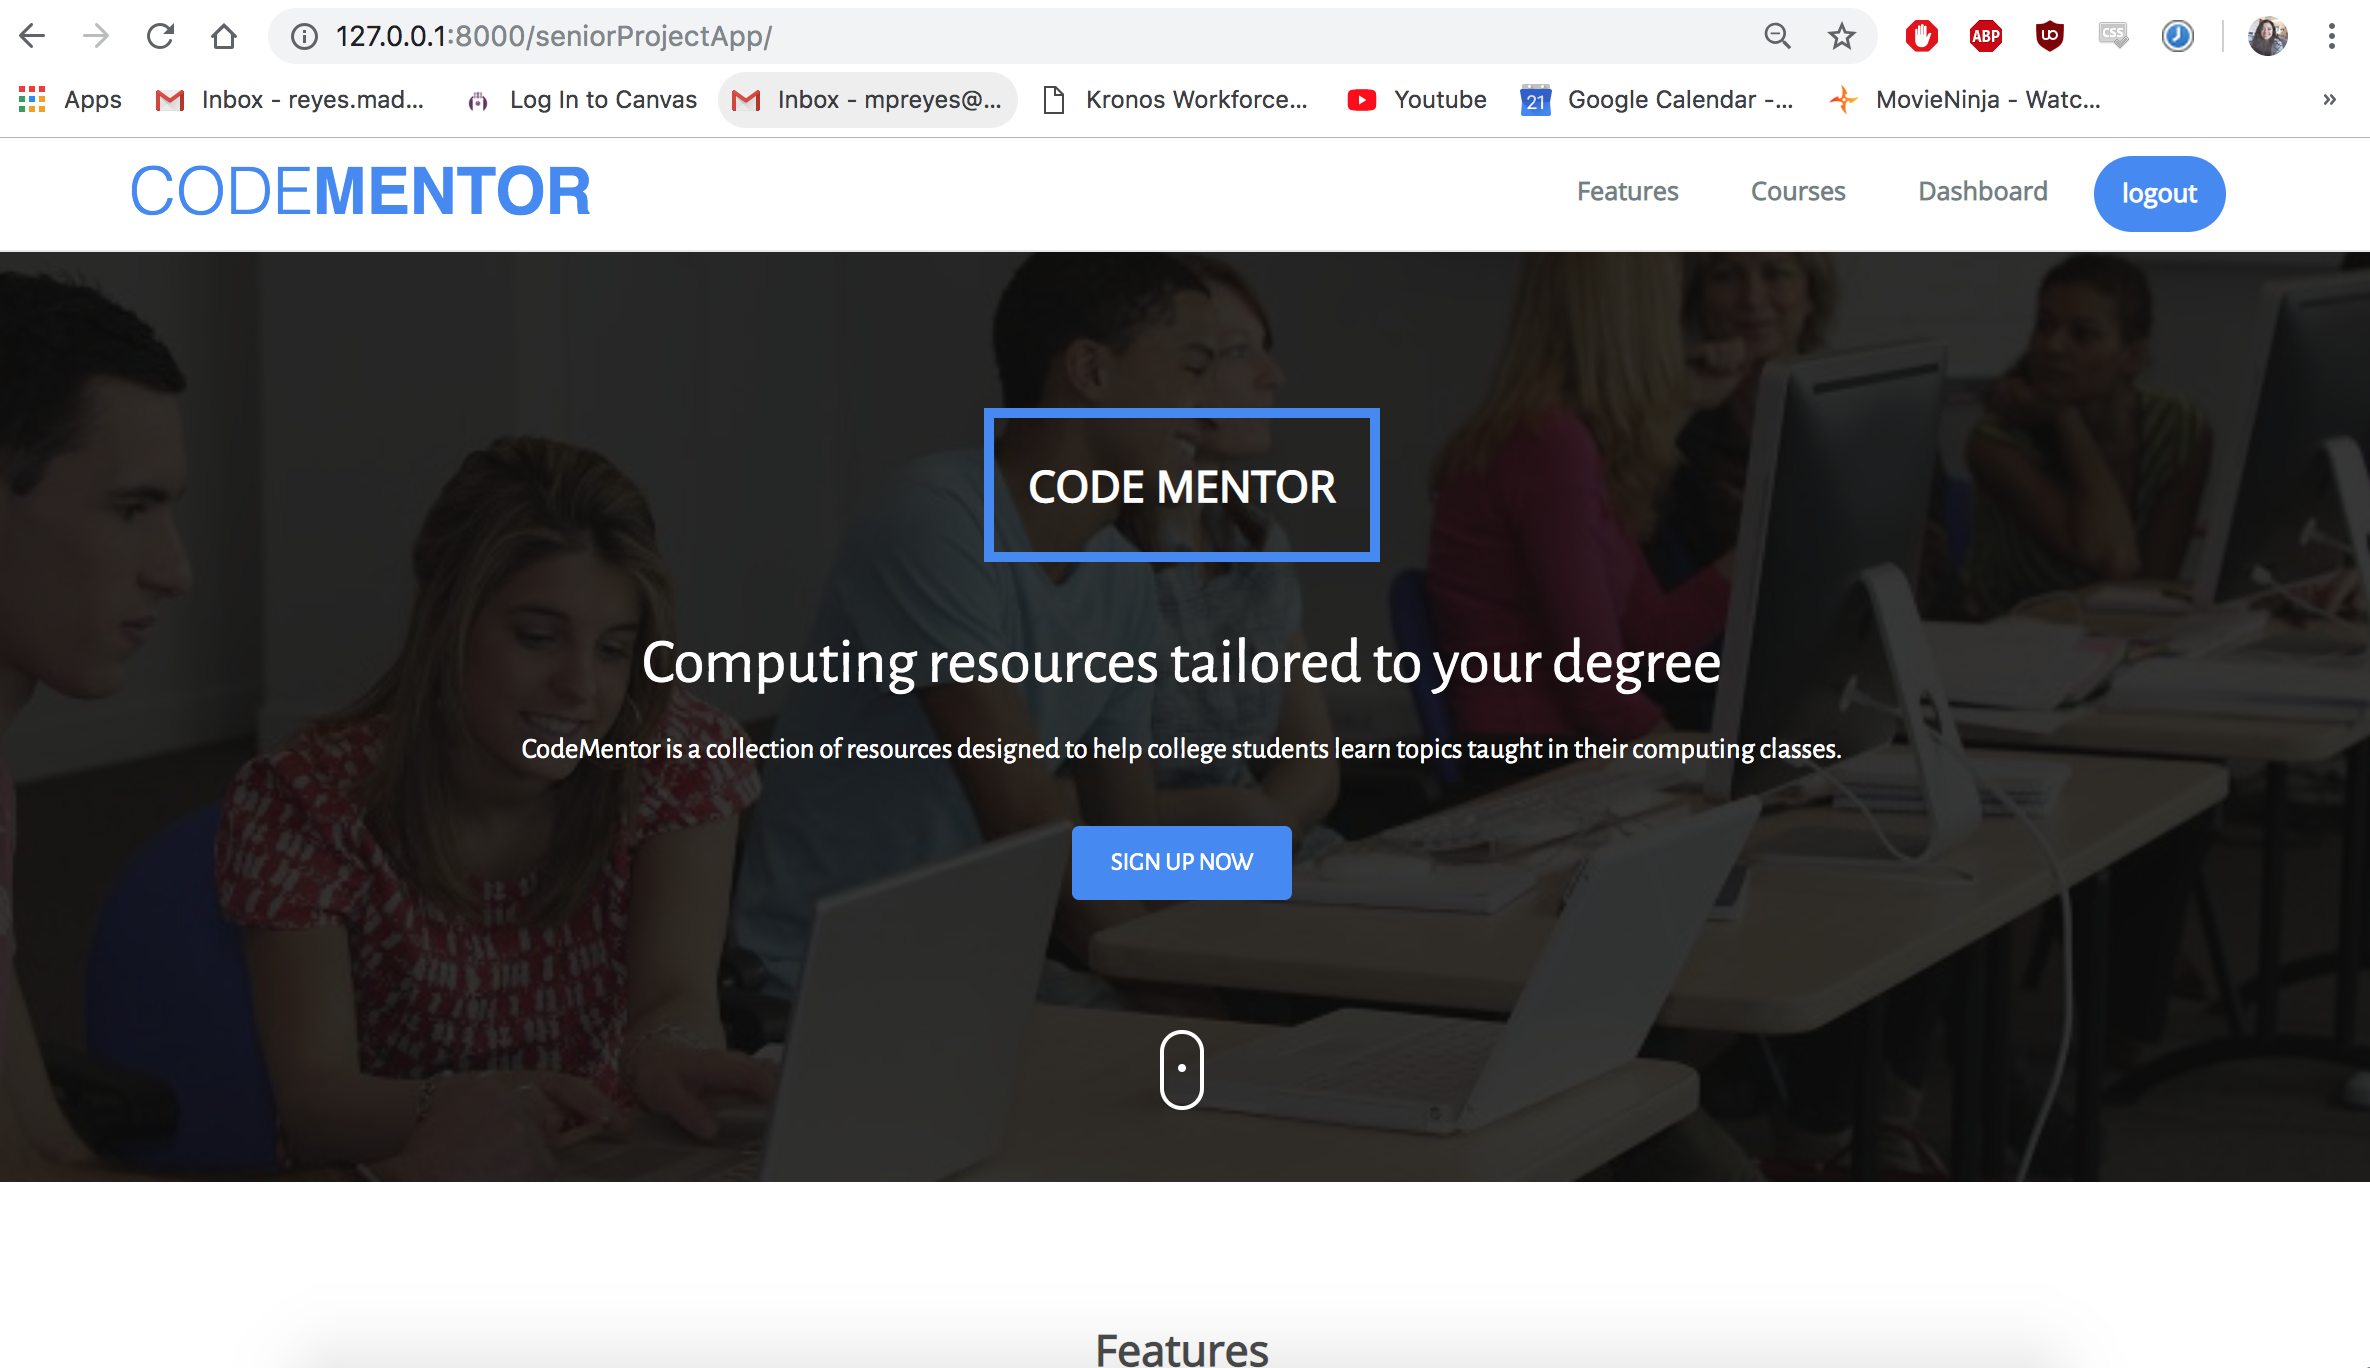 127.0.0.1:8000/seniorProjectApp/
ABP
UO
CSS
Apps
Inbox - reyes.mad...
Log In to Canvas
Inbox - mpreyes@...
Kronos Workforce...
Youtube
21
Google Calendar -...
MovieNinja - Watc...
»
CODEMENTOR
Features
Courses
Dashboard
logout
CODE MENTOR
Computing resources tailored to your degree
CodeMentor is a collection of resources designed to help college students learn topics taught in their computing classes.
SIGN UP NOW
Features